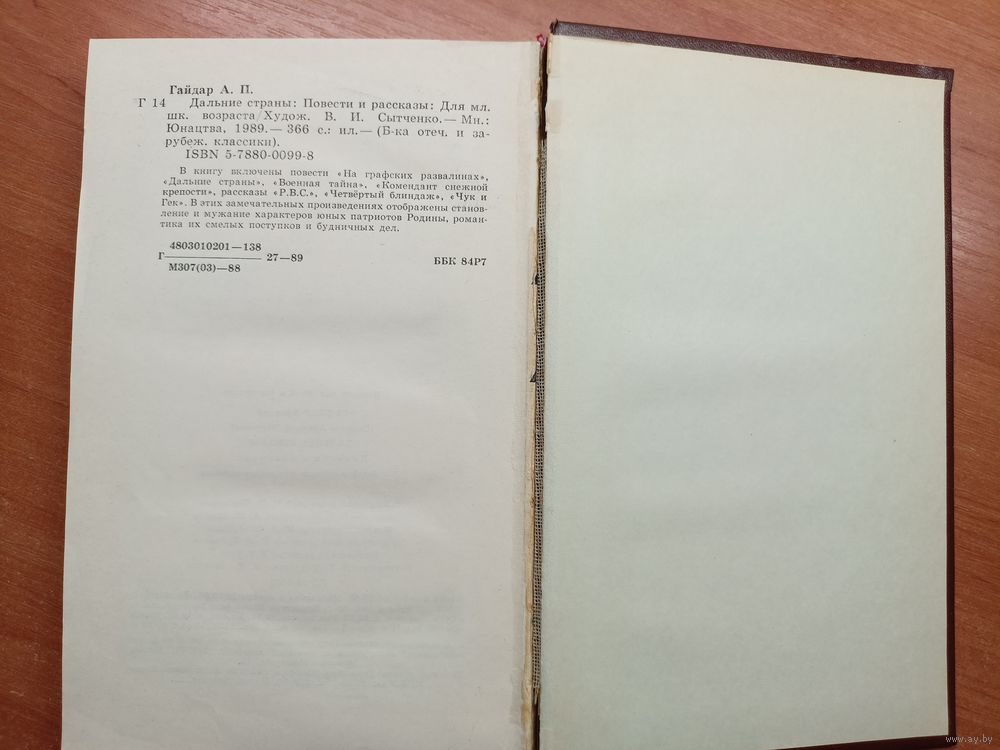 Гайдар А. П.
Г 14 Дальние страны: Повести и рассказы: Для мл.
шк. возраста/Худож. В. И. Сытченко.— Мн.:
Юнацтва, 1989.— 366 с.: ил.— (Б-ка отеч. и за-
рубеж. классики).
ISBN 5-7880-0099-8
В книгу включены повести «На графских развалинах»,
«Дальние страны», «Военная тайна», «Комендант снежной
крепости», рассказы «Р.В.С.», «Четвёртый блиндаж», «Чук и
Гек». В этих замечательных произведениях отображены становление
ление и мужание характеров юных патриотов Родины, роман-
тика их смелых поступков и будничных дел.
4803010201—138
Г 27—89
М307(03)—88
ББК 84Р7
www.ay.by